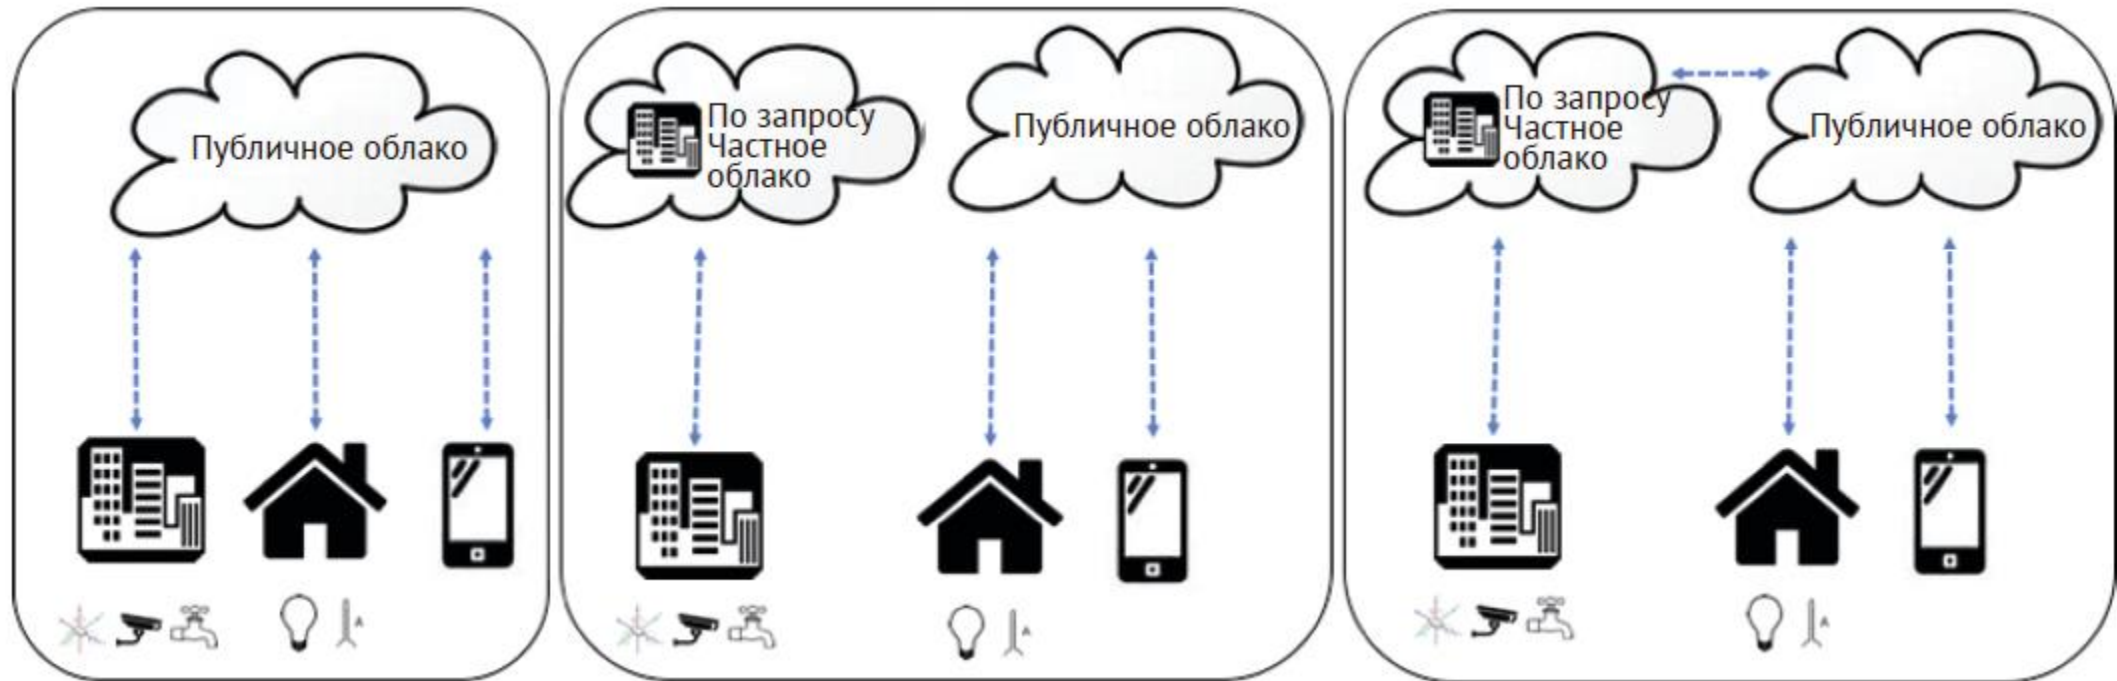 Публичное облако
По запросу
Частное
облако
Публичное облако
По запросу
Частное
облако
Публичное облако
A
A
A